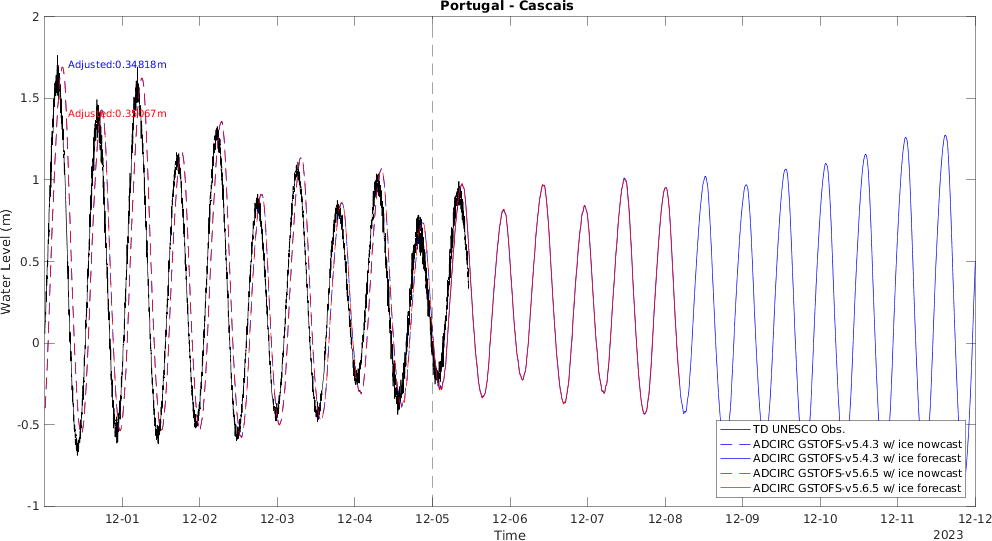 Portugal - Cascais
Water Level (m)
2
1.5
1
0.5
0
-0.5
-1
Adjusted:0.34818m
Adjusted:0.35067m
TD UNESCO Obs.
ADCIRC GSTOFS-v5.4.3 w/ ice nowcast
ADCIRC GSTOFS-v5.4.3 w/ ice forecast
ADCIRC GSTOFS-v5.6.5 w/ ice nowcast
ADCIRC GSTOFS-v5.6.5 w/ ice forecast
12-01 12-02 12-03 12-04 12-05 12-06 12-07 12-08 12-09 12-10 12-11 12-12
Time
2023